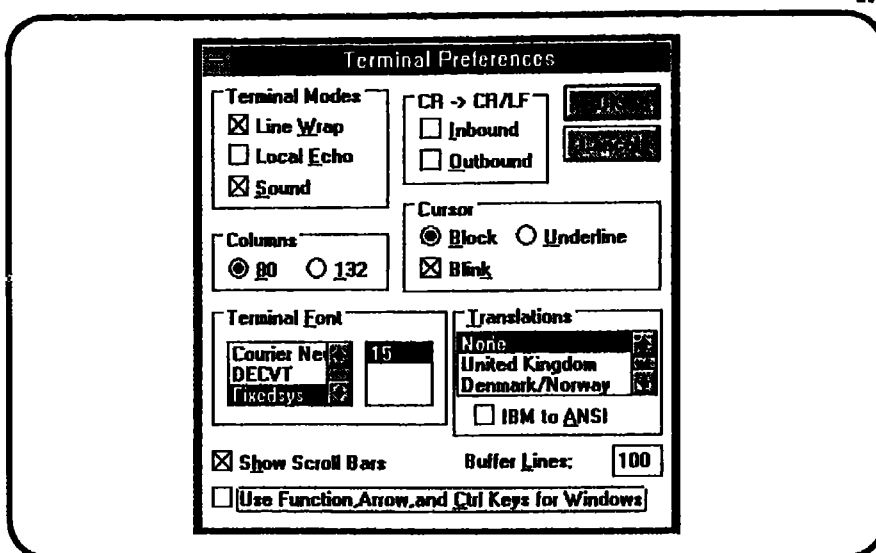 Terminal Preferences
Terminal Modes
Line Wrap
Local Echo
Sound
CR -> CR/LF
Inbound
Outbound
Columns
80 132
Cursor
Block Underline
Blink
Terminal Font
Courier New
DECVT
Fixedsys
15
Translations
None
United Kingdom
Denmark/Norway
IBM to ANSI
Show Scroll Bars
Buffer Lines: 100
Use Function,Arrow,and Ctrl Keys for Windows